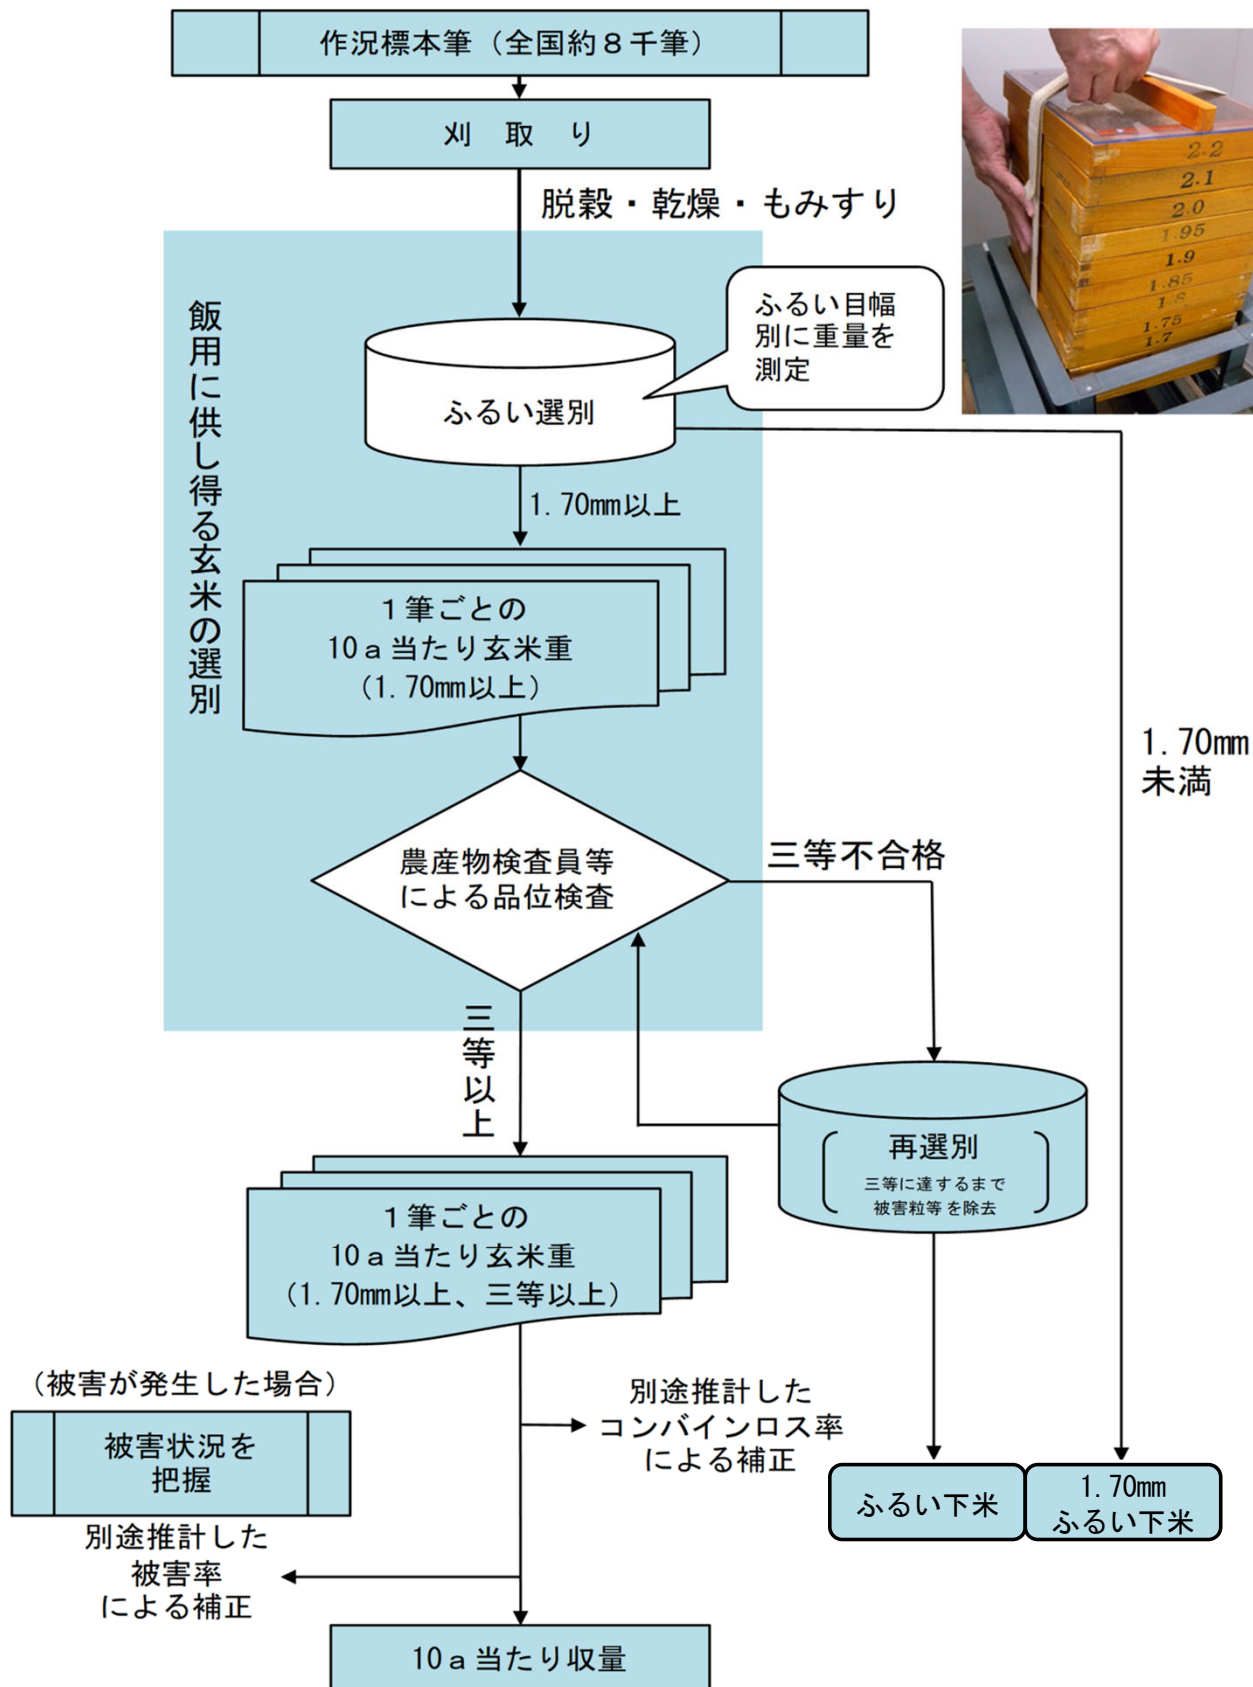 作況標本筆（全国約８千筆）
刈　取　り
脱穀・乾燥・もみすり
2.2
2.1
2.0
1.95
1.9
1.85
1.8
1.75
1.7
飯用に供し得る玄米の選別
ふるい目幅
別に重量を
測定
ふるい選別
1.70mm以上
１筆ごとの
10ａ当たり玄米重
（1.70mm以上）
1.70mm
未満
農産物検査員等
による品位検査
三等不合格
三等以上
再選別
三等に達するまで
被害粒等を除去
１筆ごとの
10ａ当たり玄米重
（1.70mm以上、三等以上）
（被害が発生した場合）
被害状況を
把握
別途推計した
コンバインロス率
による補正
ふるい下米
1.70mm
ふるい下米
別途推計した
被害率
による補正
10ａ当たり収量